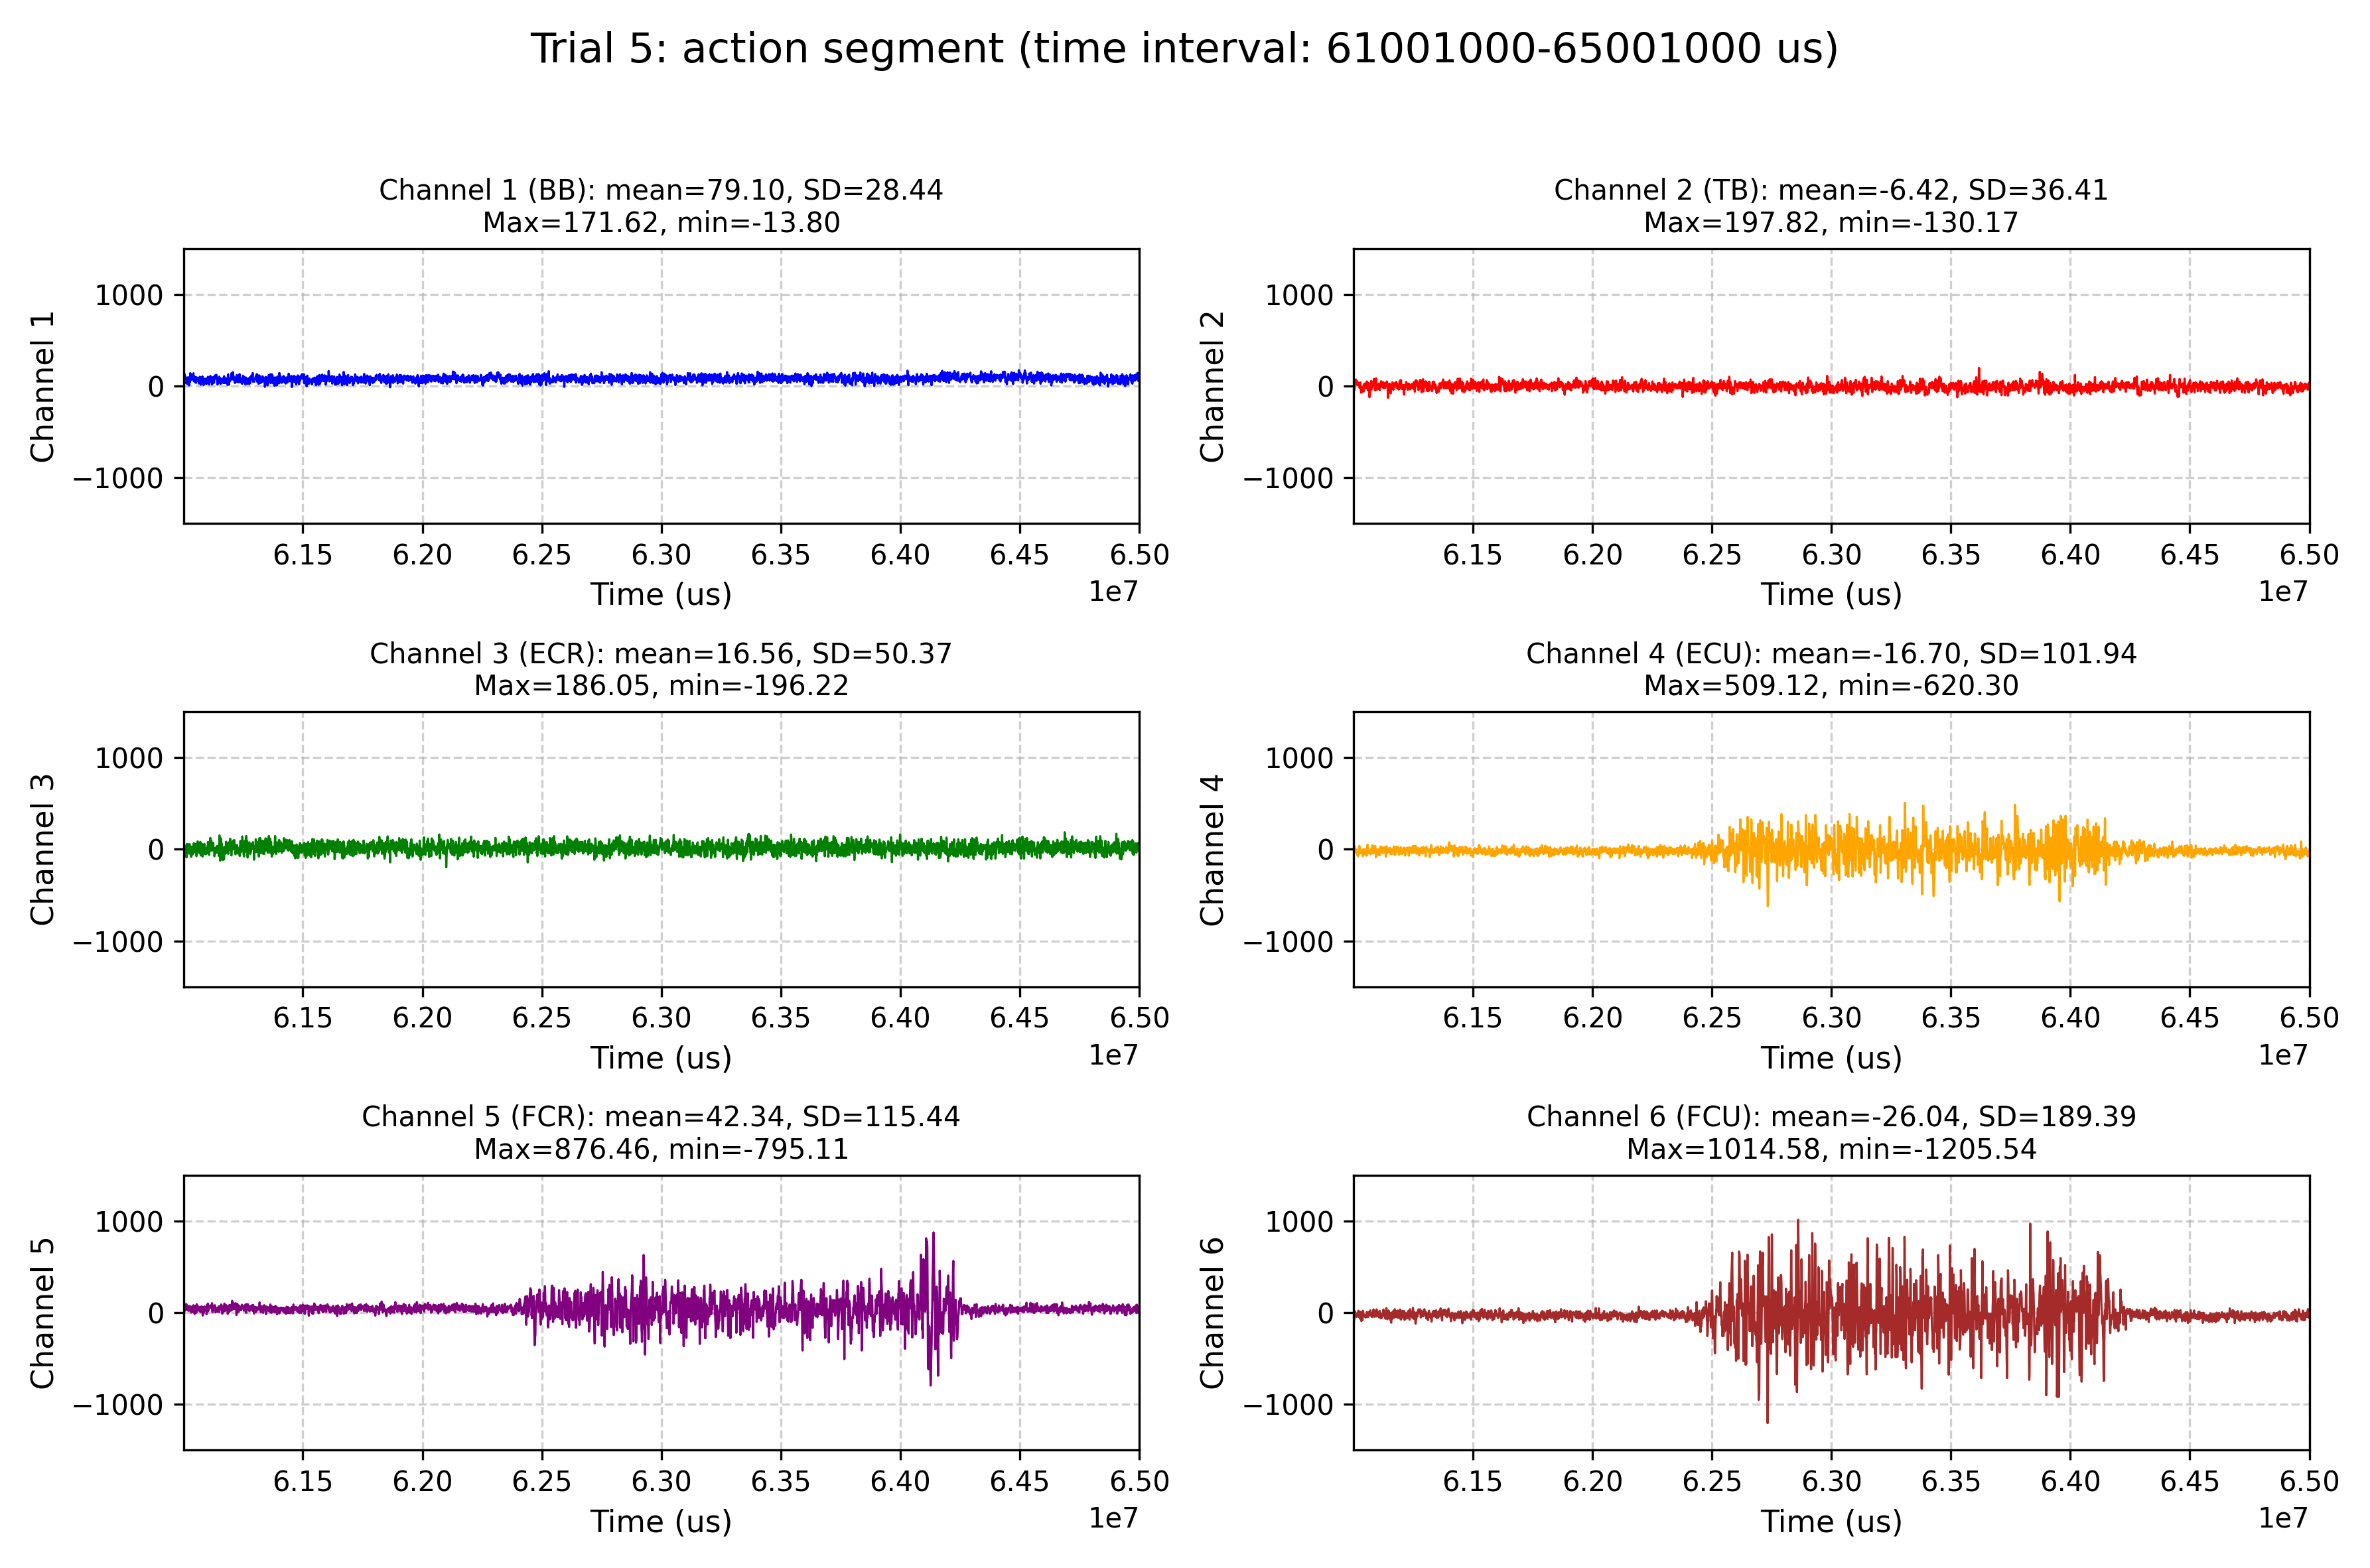 Trial 5: action segment (time interval: 61001000-65001000 us)
Channel 1 (BB): mean=79.10, SD=28.44
Max=171.62, min=-13.80
1000
0
−1000
Channel 1
6.15 6.20 6.25 6.30 6.35 6.40 6.45 6.50
Time (us)
1e7
Channel 2 (TB): mean=-6.42, SD=36.41
Max=197.82, min=-130.17
1000
0
−1000
Channel 2
6.15 6.20 6.25 6.30 6.35 6.40 6.45 6.50
Time (us)
1e7
Channel 3 (ECR): mean=16.56, SD=50.37
Max=186.05, min=-196.22
1000
0
−1000
Channel 3
6.15 6.20 6.25 6.30 6.35 6.40 6.45 6.50
Time (us)
1e7
Channel 4 (ECU): mean=-16.70, SD=101.94
Max=509.12, min=-620.30
1000
0
−1000
Channel 4
6.15 6.20 6.25 6.30 6.35 6.40 6.45 6.50
Time (us)
1e7
Channel 5 (FCR): mean=42.34, SD=115.44
Max=876.46, min=-795.11
1000
0
−1000
Channel 5
6.15 6.20 6.25 6.30 6.35 6.40 6.45 6.50
Time (us)
1e7
Channel 6 (FCU): mean=-26.04, SD=189.39
Max=1014.58, min=-1205.54
1000
0
−1000
Channel 6
6.15 6.20 6.25 6.30 6.35 6.40 6.45 6.50
Time (us)
1e7